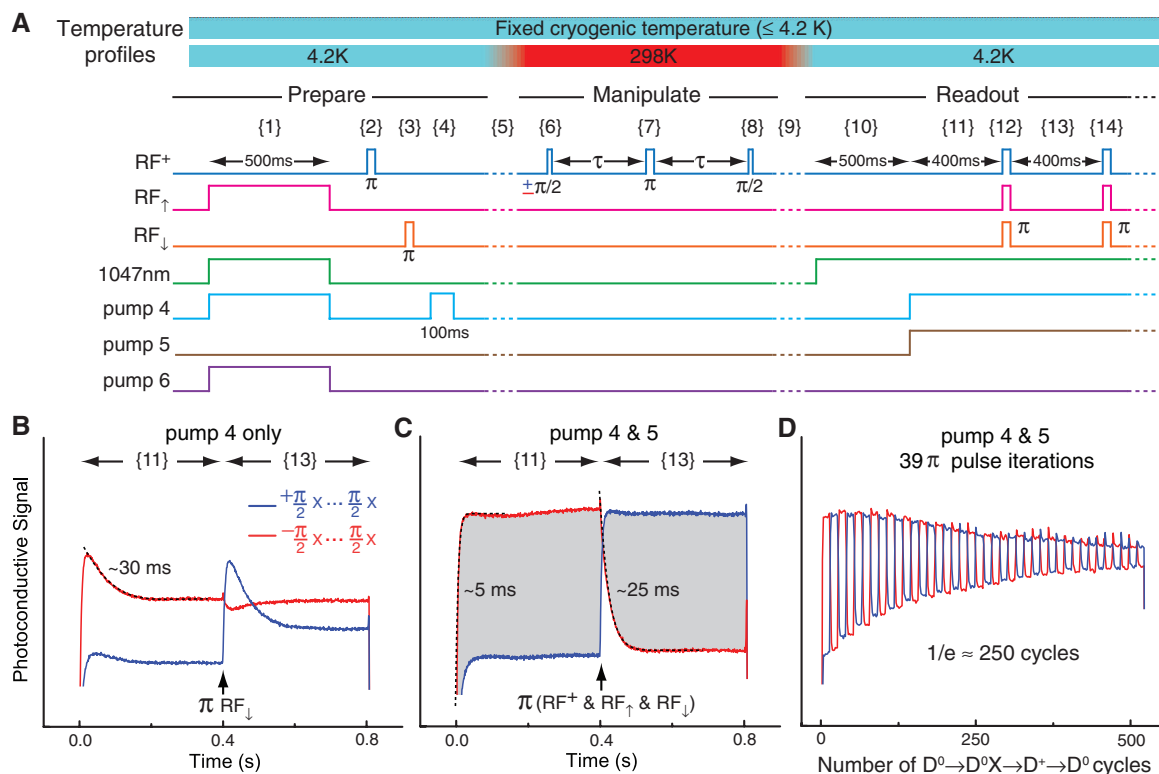 A
Temperature profiles
Fixed cryogenic temperature (≤ 4.2 K)
4.2K 298K 4.2K
Prepare Manipulate Readout
{1} {2} {3} {4} {5} {6} {7} {8} {9} {10} {11} {12} {13} {14}
RF⁺ 500ms π ±π/2 τ π τ π/2 500ms 400ms 400ms
RF↑
RF↓ π π π
1047nm
pump 4 100ms
pump 5
pump 6
B pump 4 only
{11} {13}
+π/2 X ... π/2 X
−π/2 X ... π/2 X
~30 ms
π RF↓
Photoconductive Signal
0.0 0.4 0.8
Time (s)
C pump 4 & 5
{11} {13}
~5 ms ~25 ms
π (RF⁺ & RF↑ & RF↓)
0.0 0.4 0.8
Time (s)
D pump 4 & 5
39 π pulse iterations
1/e ≈ 250 cycles
0 250 500
Number of D⁰→D⁰X→D⁺→D⁰ cycles